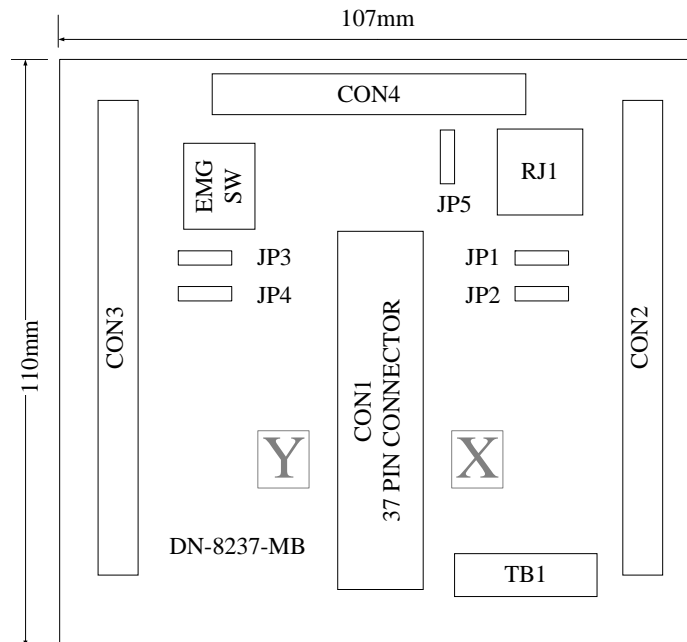 107mm
CON4
EMG
SW
RJ1
JP5
JP3
JP1
JP4
JP2
CON3
CON2
110mm
CON1
37 PIN CONNECTOR
Y
X
DN-8237-MB
TB1